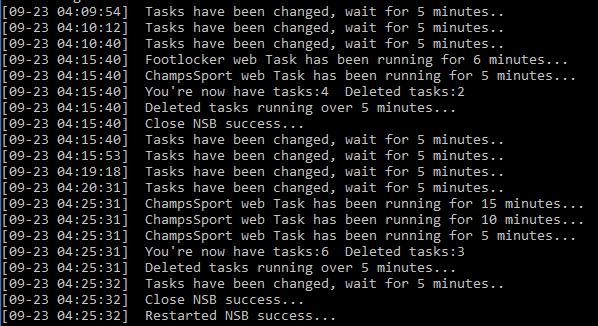 [09-23 04:09:54] Tasks have been changed, wait for 5 minutes..
[09-23 04:10:12] Tasks have been changed, wait for 5 minutes..
[09-23 04:10:40] Tasks have been changed, wait for 5 minutes..
[09-23 04:15:40] Footlocker web Task has been running for 6 minutes...
[09-23 04:15:40] ChampsSport web Task has been running for 5 minutes...
[09-23 04:15:40] You're now have tasks:4 Deleted tasks:2
[09-23 04:15:40] Deleted tasks running over 5 minutes...
[09-23 04:15:40] Close NSB success...
[09-23 04:15:40] Tasks have been changed, wait for 5 minutes..
[09-23 04:15:53] Tasks have been changed, wait for 5 minutes..
[09-23 04:19:18] Tasks have been changed, wait for 5 minutes..
[09-23 04:20:31] Tasks have been changed, wait for 5 minutes..
[09-23 04:25:31] ChampsSport web Task has been running for 15 minutes...
[09-23 04:25:31] ChampsSport web Task has been running for 10 minutes...
[09-23 04:25:31] ChampsSport web Task has been running for 5 minutes...
[09-23 04:25:31] You're now have tasks:6 Deleted tasks:3
[09-23 04:25:31] Deleted tasks running over 5 minutes...
[09-23 04:25:32] Tasks have been changed, wait for 5 minutes..
[09-23 04:25:32] Close NSB success...
[09-23 04:25:32] Restarted NSB success...